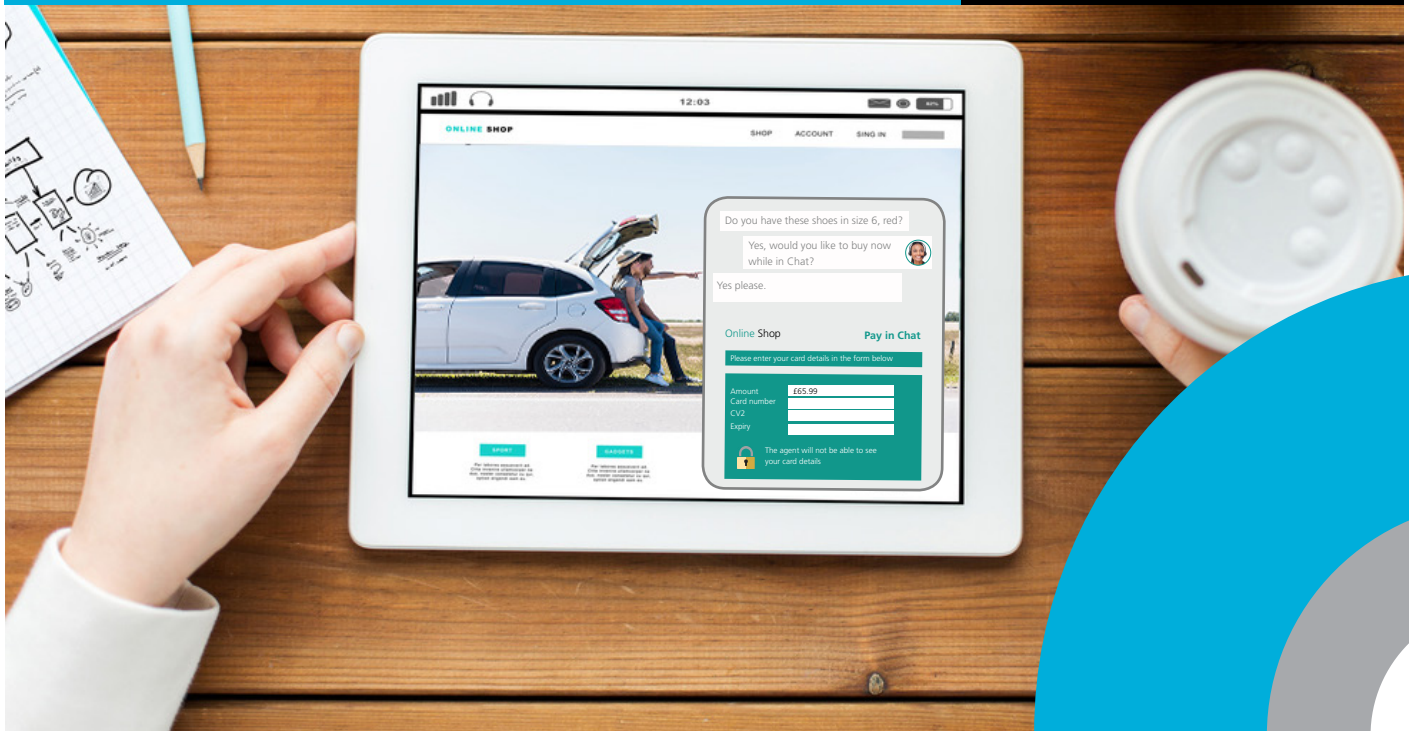 12:03
82%
ONLINE SHOP
SHOP ACCOUNT SING IN
Do you have these shoes in size 6, red?
Yes, would you like to buy now
while in Chat?
Yes please.
Online Shop
Pay in Chat
Please enter your card details in the form below
Amount £65.99
Card number
CV2
Expiry
The agent will not be able to see
your card details
SPORT
GADGETS